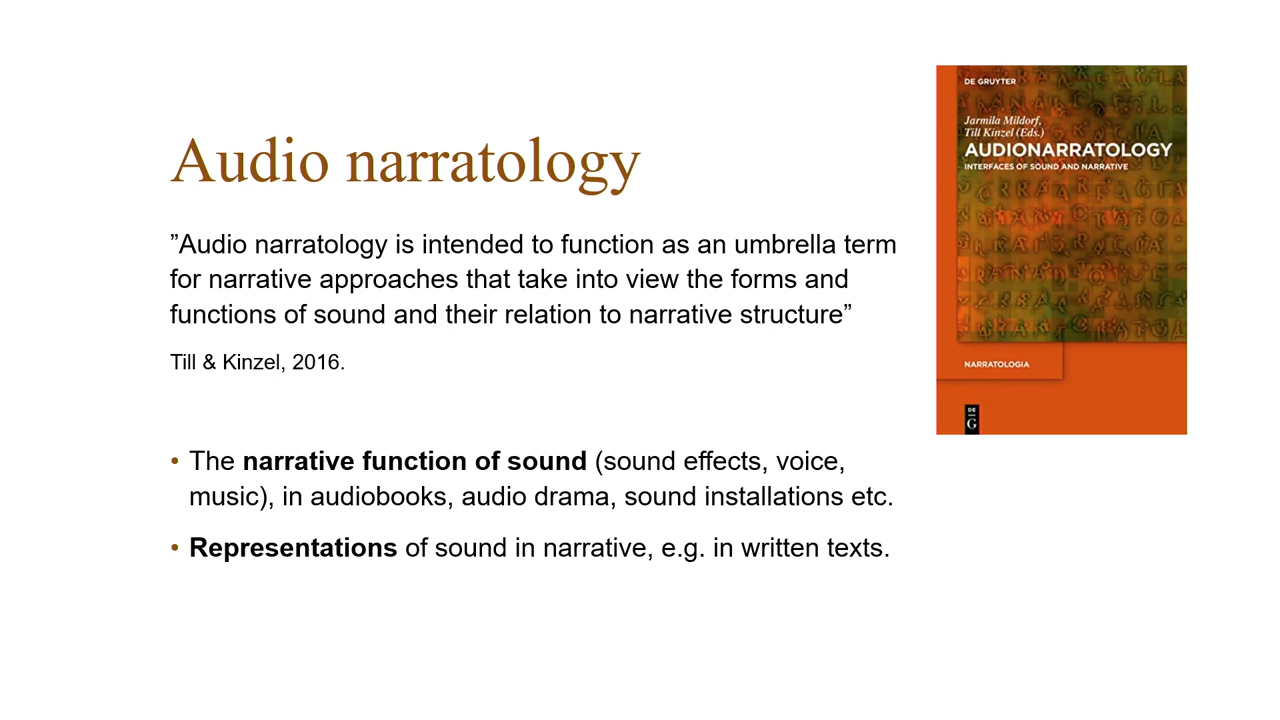 Audio narratology
”Audio narratology is intended to function as an umbrella term
for narrative approaches that take into view the forms and
functions of sound and their relation to narrative structure”
Till & Kinzel, 2016.
• The narrative function of sound (sound effects, voice,
music), in audiobooks, audio drama, sound installations etc.
• Representations of sound in narrative, e.g. in written texts.
DE GRUYTER
Jarmila Mildorf,
Till Kinzel (Eds.)
AUDIONARRATOLOGY
INTERFACES OF SOUND AND NARRATIVE
NARRATOLOGIA
DE
G